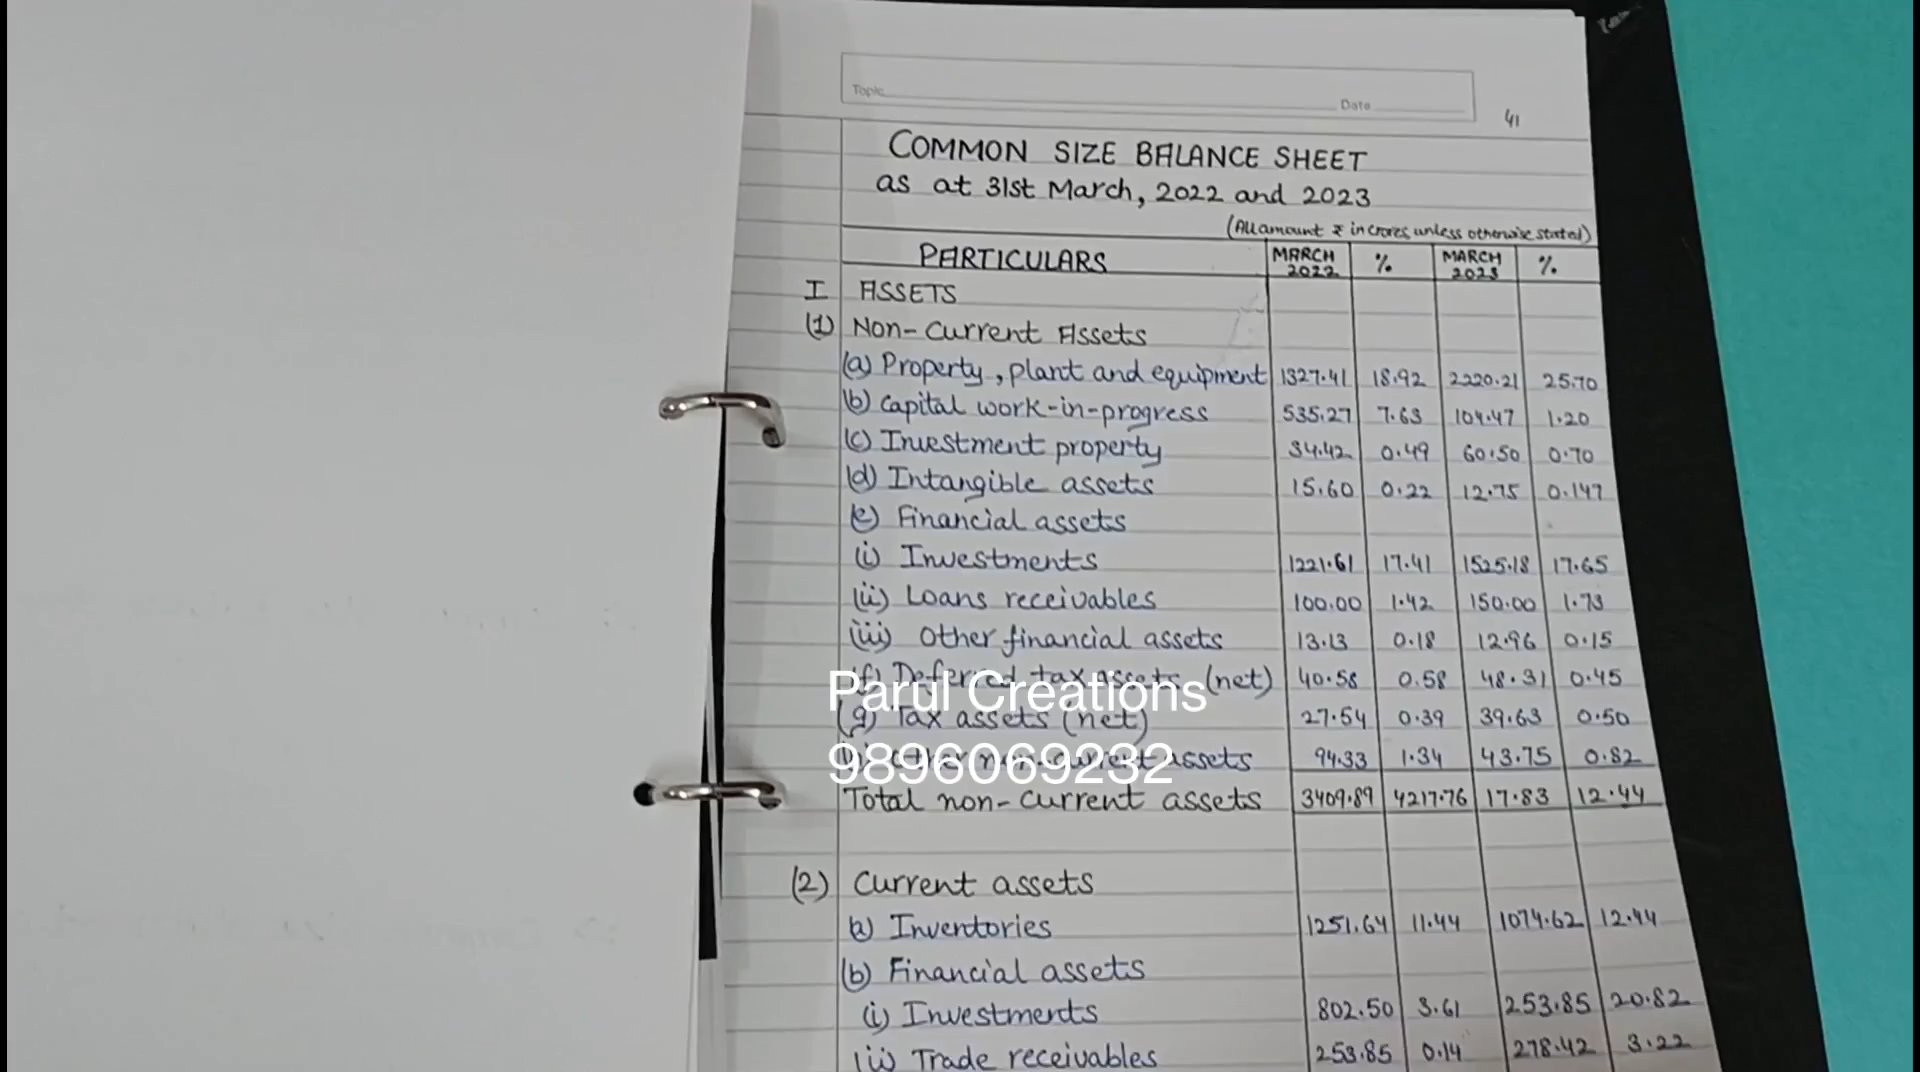 Topic Date
41
COMMON SIZE BALANCE SHEET
as at 31st March, 2022 and 2023
(All amount ₹ in crores unless otherwise stated)
PARTICULARS MARCH 2022 % MARCH 2023 %
I ASSETS
(1) Non-Current Assets
(a) Property, plant and equipment 1327.41 18.92 2220.21 25.70
(b) Capital work-in-progress 535.27 7.63 104.47 1.20
(c) Investment property 34.42 0.49 60.50 0.70
(d) Intangible assets 15.60 0.22 12.75 0.147
(e) Financial assets
(i) Investments 1221.61 17.41 1525.18 17.65
(ii) Loans receivables 100.00 1.42 150.00 1.73
(iii) Other financial assets 13.13 0.18 12.96 0.15
(f) Deferred tax assets (net) 40.58 0.58 48.31 0.45
Parul Creations
(g) Tax assets (net) 27.54 0.39 39.63 0.50
(h) Other non-current assets 94.33 1.34 43.75 0.82
9896069232
Total non-current assets 3409.89 4217.76 17.83 12.44
(2) Current assets
(a) Inventories 1251.64 11.44 1074.62 12.44
(b) Financial assets
(i) Investments 802.50 3.61 253.85 20.82
(ii) Trade receivables 253.85 0.14 278.42 3.22